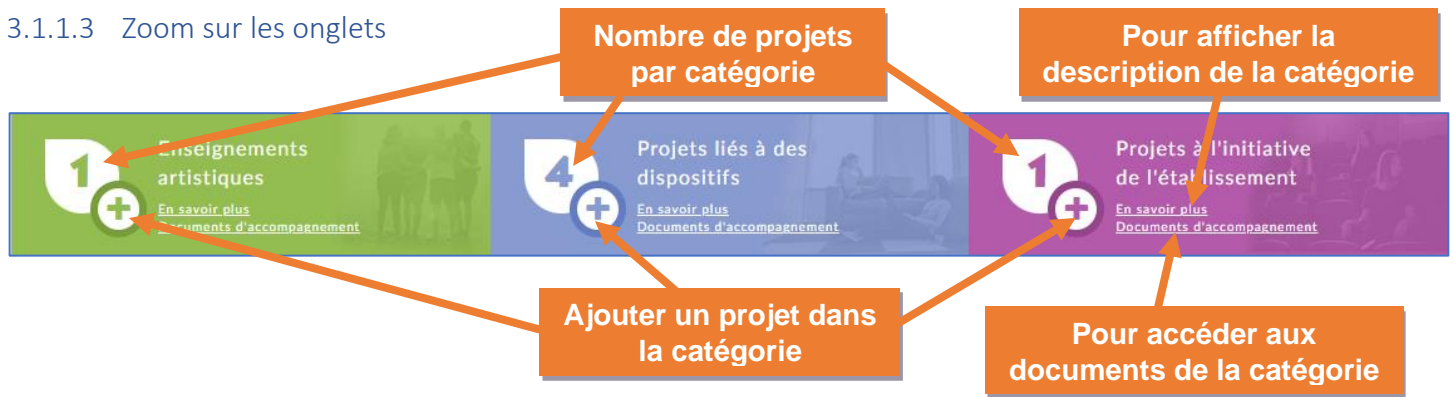 3.1.1.3 Zoom sur les onglets
Nombre de projets
par catégorie
Pour afficher la
description de la catégorie
1
Enseignements
artistiques
+
En savoir plus
Documents d'accompagnement
4
Projets liés à des
dispositifs
+
En savoir plus
Documents d'accompagnement
1
Projets à l'initiative
de l'établissement
+
En savoir plus
Documents d'accompagnement
Ajouter un projet dans
la catégorie
Pour accéder aux
documents de la catégorie